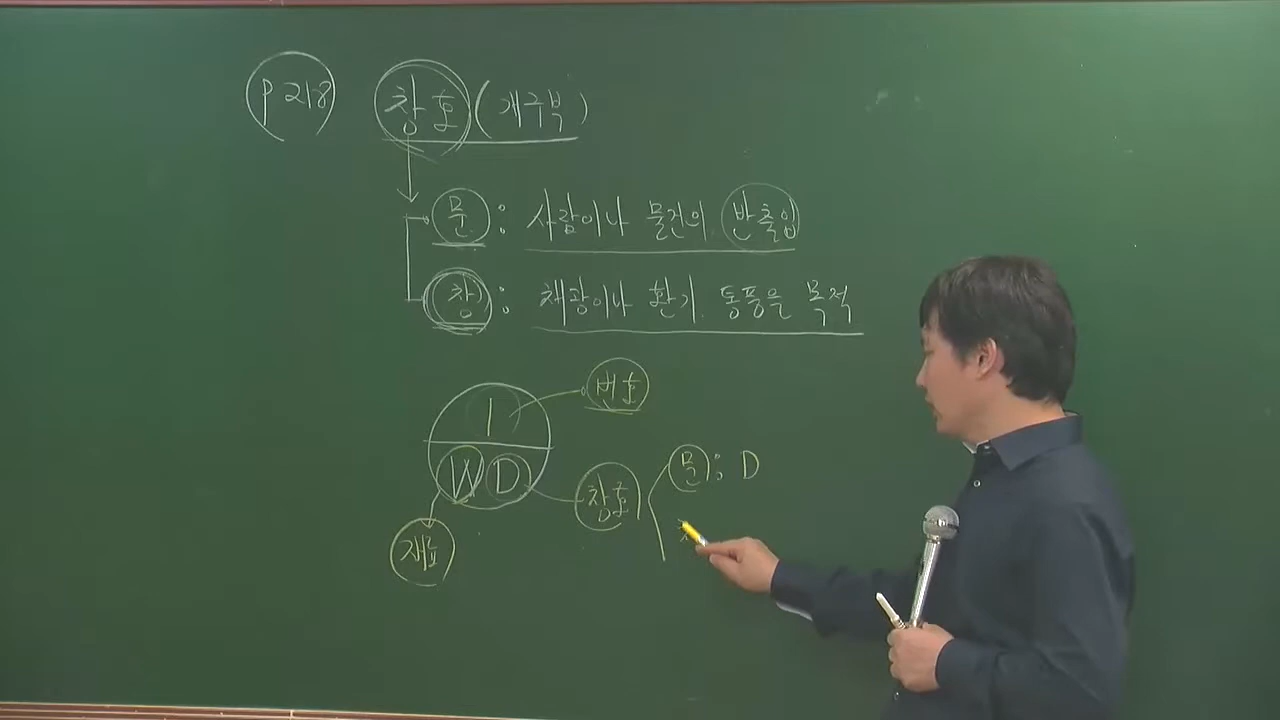 P 218 창호 (개구부)
문 : 사람이나 물건의 반출입
창 : 채광이나 환기. 통풍을 목적
1 번호
W D 창호 문 : D
재료